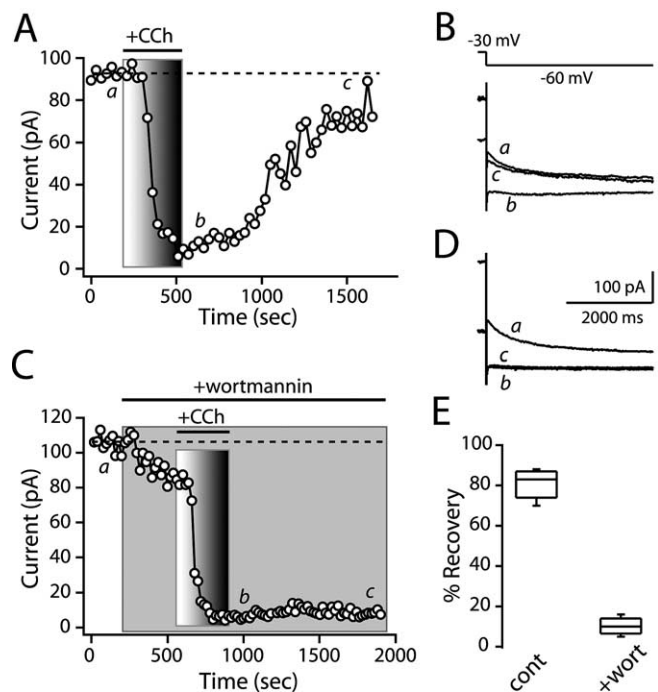 A
+CCh
100
80
60
40
20
0
Current (pA)
a
b
c
0 500 1000 1500
Time (sec)
B
-30 mV
-60 mV
a
c
b
D
100 pA
2000 ms
a
c
b
C
+wortmannin
+CCh
120
100
80
60
40
20
0
Current (pA)
a
b
c
0 500 1000 1500 2000
Time (sec)
E
100
80
60
40
20
0
% Recovery
cont
+wort